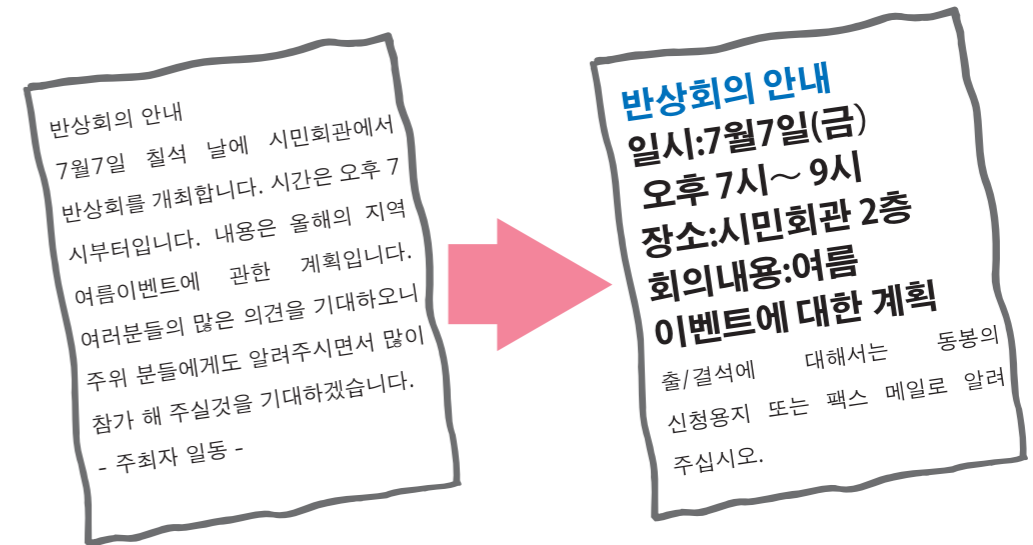 반상회의 안내
7월7일 칠석 날에 시민회관에서
반상회를 개최합니다. 시간은 오후 7
시부터입니다. 내용은 올해의 지역
여름이벤트에 관한 계획입니다.
여러분들의 많은 의견을 기대하오니
주위 분들에게도 알려주시면서 많이
참가 해 주실것을 기대하겠습니다.
- 주최자 일동 -
반상회의 안내
일시:7월7일(금)
오후 7시～ 9시
장소:시민회관 2층
회의내용:여름
이벤트에 대한 계획
출/결석에 대해서는 동봉의
신청용지 또는 팩스 메일로 알려
주십시오.